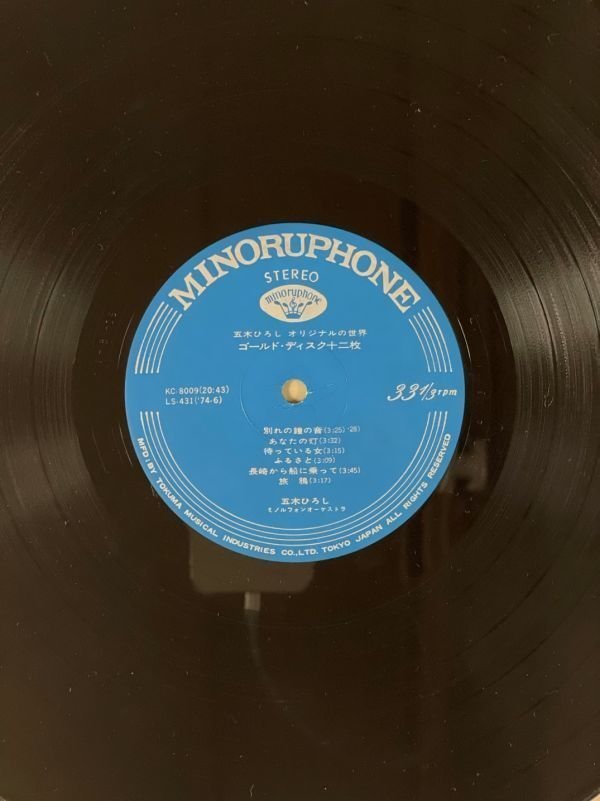 MINORUPHONE
STEREO
minoruphone
五木ひろし オリジナルの世界
ゴールド・ディスク十二枚
KC-8009(20:43)
LS-431('74-6)
33 1/3 rpm
別れの鐘の音(3:25)'28)
あなたの灯(3:32)
待っている女(3:15)
ふるさと(3:09)
長崎から船に乗って(3:45)
旅鴉(3:17)
五木ひろし
ミノルフォンオーケストラ
MFD BY TOKUMA MUSICAL INDUSTRIES CO., LTD. TOKYO JAPAN ALL RIGHTS RESERVED